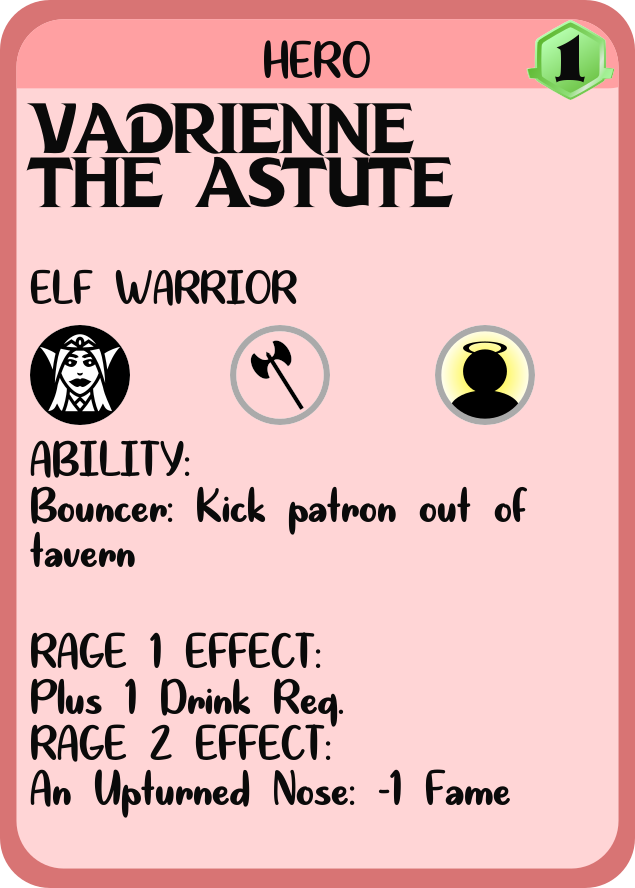 HERO
1
VADRIENNE
THE ASTUTE
ELF WARRIOR
ABILITY:
Bouncer: Kick patron out of
tavern
RAGE 1 EFFECT:
Plus 1 Drink Req.
RAGE 2 EFFECT:
An Upturned Nose: -1 Fame